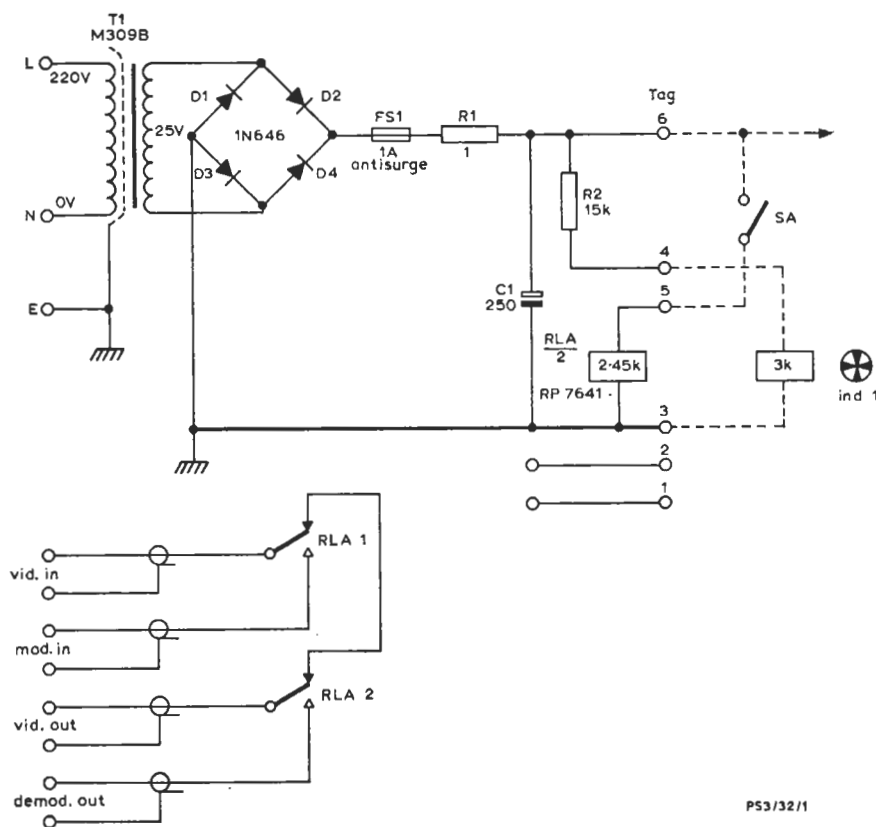 T1
M309B
L
220V
25V
N
0V
E
D1
D2
1N646
D3
D4
FS1
1A
antisurge
R1
1
Tag
6
R2
15k
SA
4
5
C1
250
RLA
2
2·45k
RP 7641
3k
ind 1
3
2
1
RLA 1
vid. in
mod. in
RLA 2
vid. out
demod. out
PS3/32/1